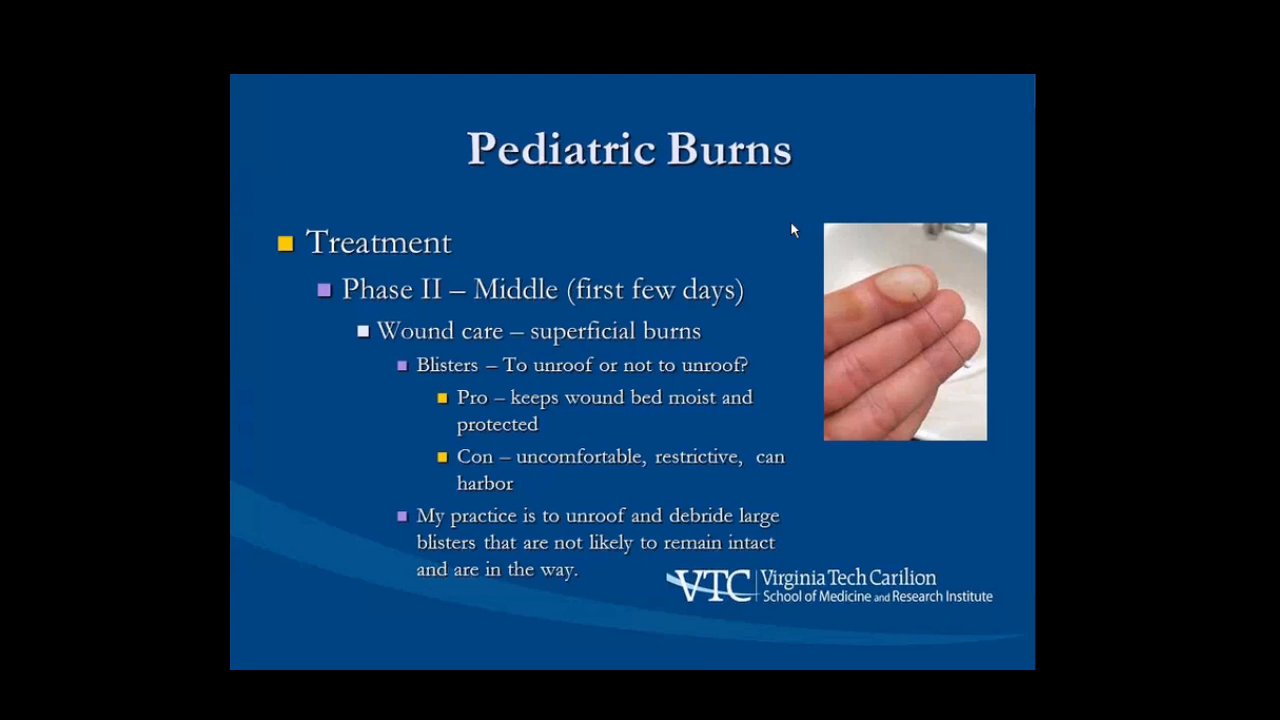 Pediatric Burns
Treatment
Phase II – Middle (first few days)
Wound care – superficial burns
Blisters – To unroof or not to unroof?
Pro – keeps wound bed moist and
protected
Con – uncomfortable, restrictive, can
harbor
My practice is to unroof and debride large
blisters that are not likely to remain intact
and are in the way.
VTC
Virginia Tech Carilion
School of Medicine and Research Institute